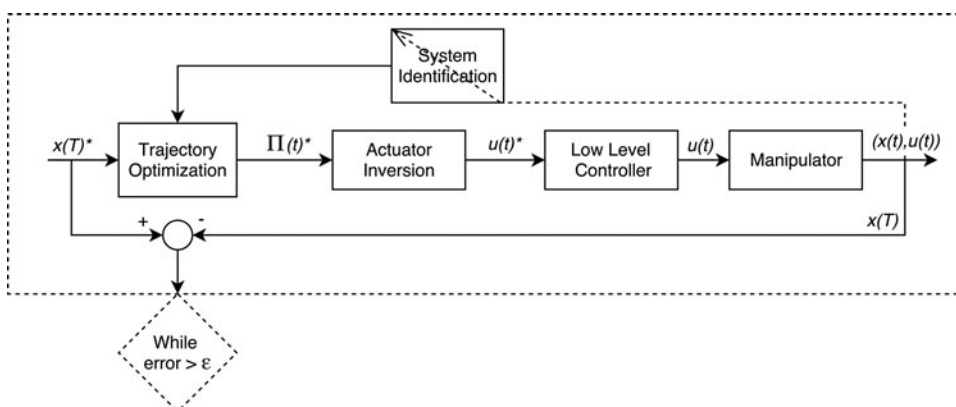 System
Identification
x(T)*
Trajectory
Optimization
Π(t)*
Actuator
Inversion
u(t)*
Low Level
Controller
u(t)
Manipulator
(x(t),u(t))
+
-
x(T)
While
error > ε